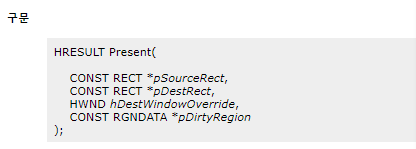 구문
HRESULT Present(
CONST RECT *pSourceRect,
CONST RECT *pDestRect,
HWND hDestWindowOverride,
CONST RGNDATA *pDirtyRegion
);